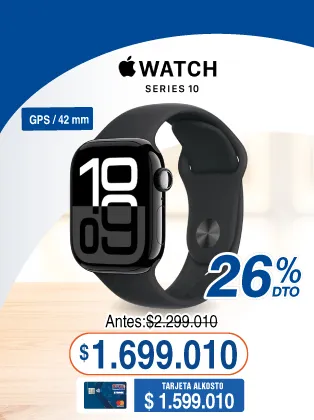 WATCH
SERIES 10
GPS / 42 mm
10
09
26% DTO
Antes: $2.299.010
$1.699.010
TARJETA ALKOSTO
$ 1.599.010